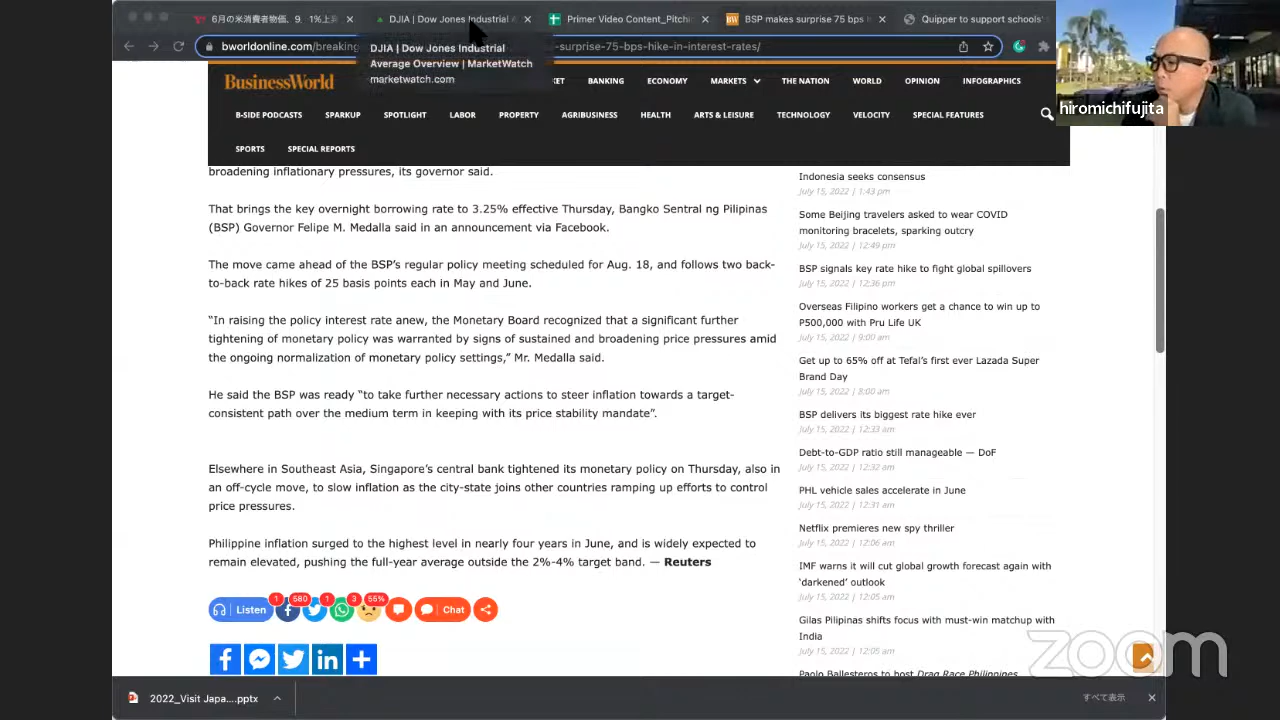 6月の米消費者物価、9.1%上昇
DJIA | Dow Jones Industrial A
Primer Video Content_Pitchi
BSP makes surprise 75 bps h
Quipper to support schools'
bworldonline.com/breaking
-surprise-75-bps-hike-in-interest-rates/
DJIA | Dow Jones Industrial
Average Overview | MarketWatch
marketwatch.com
hiromichifujita
BusinessWorld
KET
BANKING
ECONOMY
MARKETS
THE NATION
WORLD
OPINION
INFOGRAPHICS
B-SIDE PODCASTS
SPARKUP
SPOTLIGHT
LABOR
PROPERTY
AGRIBUSINESS
HEALTH
ARTS & LEISURE
TECHNOLOGY
VELOCITY
SPECIAL FEATURES
SPORTS
SPECIAL REPORTS
broadening inflationary pressures, its governor said.
That brings the key overnight borrowing rate to 3.25% effective Thursday, Bangko Sentral ng Pilipinas
(BSP) Governor Felipe M. Medalla said in an announcement via Facebook.
The move came ahead of the BSP's regular policy meeting scheduled for Aug. 18, and follows two back-
to-back rate hikes of 25 basis points each in May and June.
"In raising the policy interest rate anew, the Monetary Board recognized that a significant further
tightening of monetary policy was warranted by signs of sustained and broadening price pressures amid
the ongoing normalization of monetary policy settings," Mr. Medalla said.
He said the BSP was ready "to take further necessary actions to steer inflation towards a target-
consistent path over the medium term in keeping with its price stability mandate".
Elsewhere in Southeast Asia, Singapore's central bank tightened its monetary policy on Thursday, also in
an off-cycle move, to slow inflation as the city-state joins other countries ramping up efforts to control
price pressures.
Philippine inflation surged to the highest level in nearly four years in June, and is widely expected to
remain elevated, pushing the full-year average outside the 2%-4% target band. — Reuters
Listen
1
580
1
3
55%
Chat
Indonesia seeks consensus
July 15, 2022 | 1:43 pm
Some Beijing travelers asked to wear COVID
monitoring bracelets, sparking outcry
July 15, 2022 | 12:49 pm
BSP signals key rate hike to fight global spillovers
July 15, 2022 | 12:36 pm
Overseas Filipino workers get a chance to win up to
P500,000 with Pru Life UK
July 15, 2022 | 9:00 am
Get up to 65% off at Tefal's first ever Lazada Super
Brand Day
July 15, 2022 | 8:00 am
BSP delivers its biggest rate hike ever
July 15, 2022 | 12:33 am
Debt-to-GDP ratio still manageable — DoF
July 15, 2022 | 12:32 am
PHL vehicle sales accelerate in June
July 15, 2022 | 12:31 am
Netflix premieres new spy thriller
July 15, 2022 | 12:06 am
IMF warns it will cut global growth forecast again with
'darkened' outlook
July 15, 2022 | 12:05 am
Gilas Pilipinas shifts focus with must-win matchup with
India
July 15, 2022 | 12:05 am
Paolo Ballesteros to host Drag Race Philippines
zoom
2022_Visit Japa....pptx
すべて表示